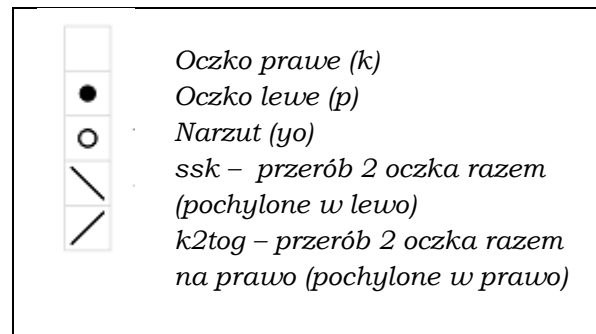 Oczko prawe (k)
Oczko lewe (p)
Narzut (yo)
ssk – przerób 2 oczka razem
(pochylone w lewo)
k2tog – przerób 2 oczka razem
na prawo (pochylone w prawo)